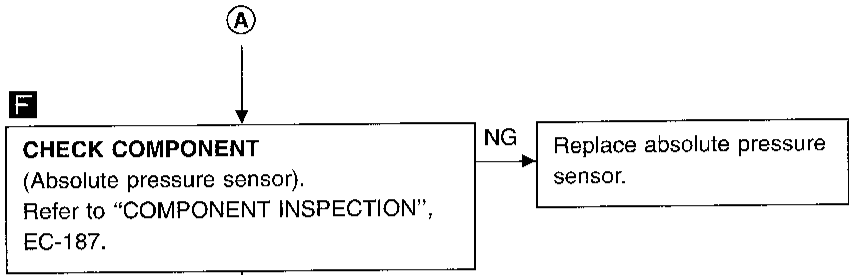 A
F
CHECK COMPONENT
(Absolute pressure sensor).
Refer to "COMPONENT INSPECTION",
EC-187.
NG
Replace absolute pressure
sensor.